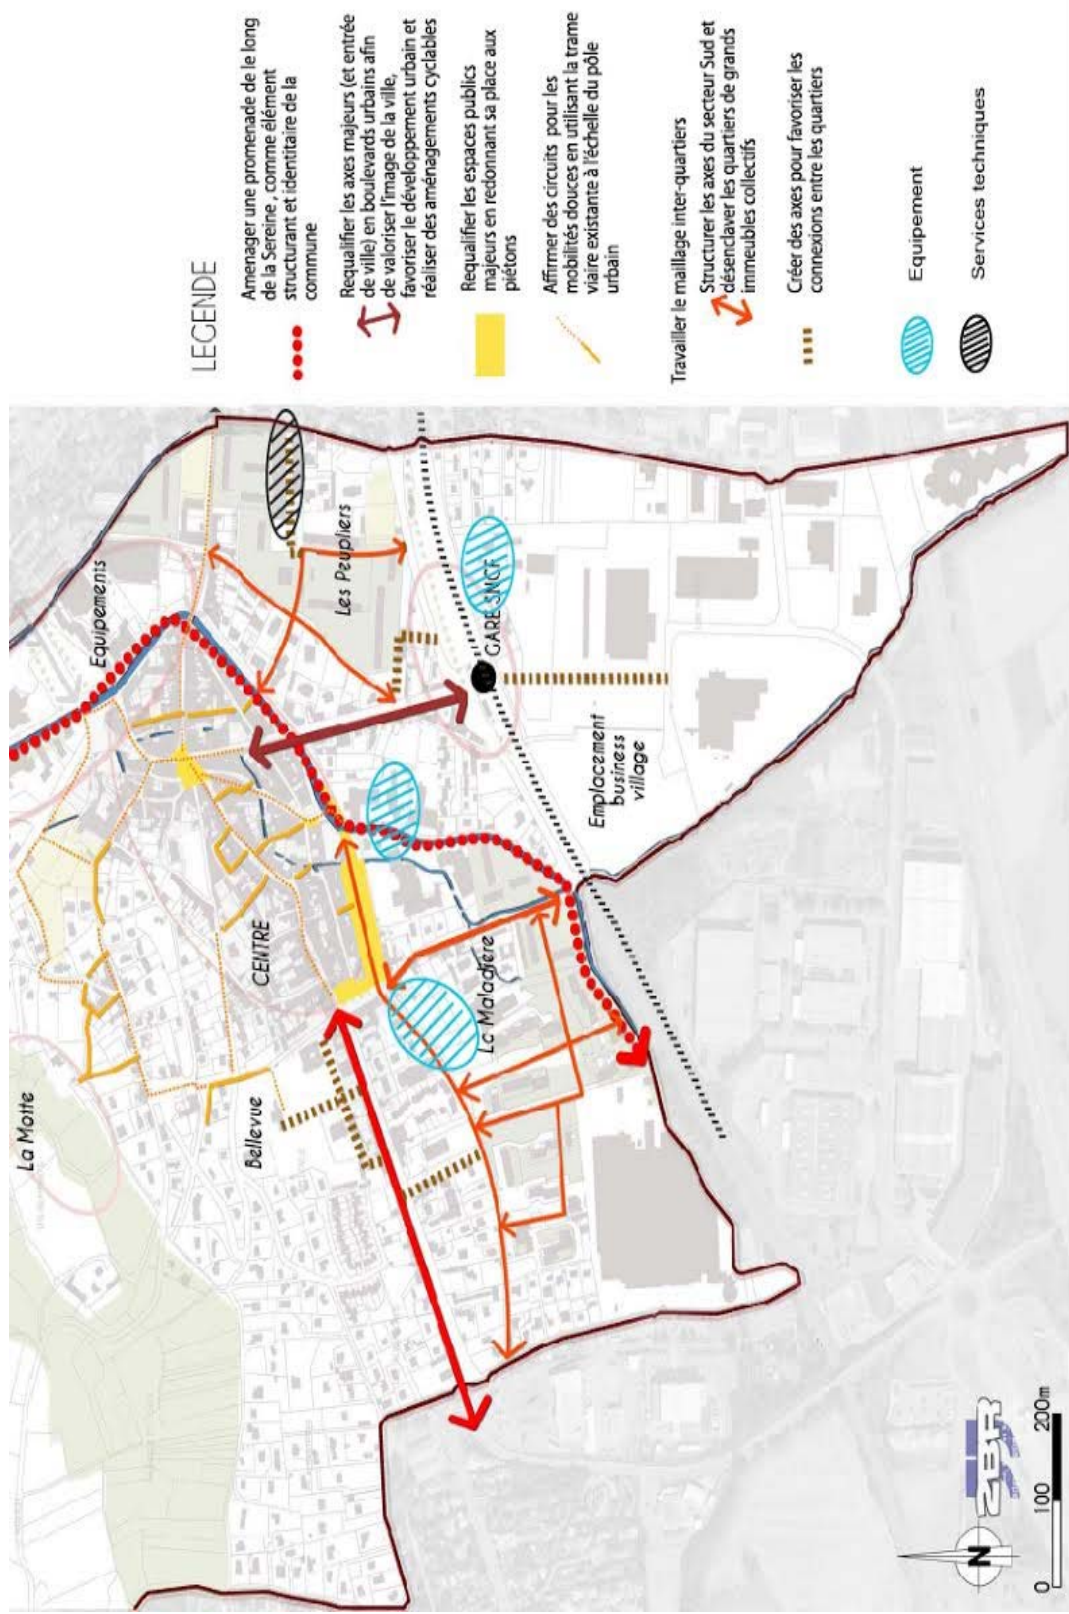 LEGENDE
Aménager une promenade de le long
de la Sereine , comme élément
structurant et identitaire de la
commune
Requalifier les axes majeurs (et entrée
de ville) en boulevards urbains afin
de valoriser l'image de la ville,
favoriser le développement urbain et
réaliser des aménagements cyclables
Requalifier les espaces publics
majeurs en redonnant sa place aux
piétons
Affirmer des circuits pour les
mobilités douces en utilisant la trame
viaire existante à l'échelle du pôle
urbain
Travailler le maillage inter-quartiers
Structurer les axes du secteur Sud et
désenclaver les quartiers de grands
immeubles collectifs
Créer des axes pour favoriser les
connexions entre les quartiers
Equipement
Services techniques
La Motte
Equipements
Bellevue
CENTRE
Les Peupliers
La Maladière
GARE SNCF
Emplacement
business
village
N
ZBR
0 100 200m